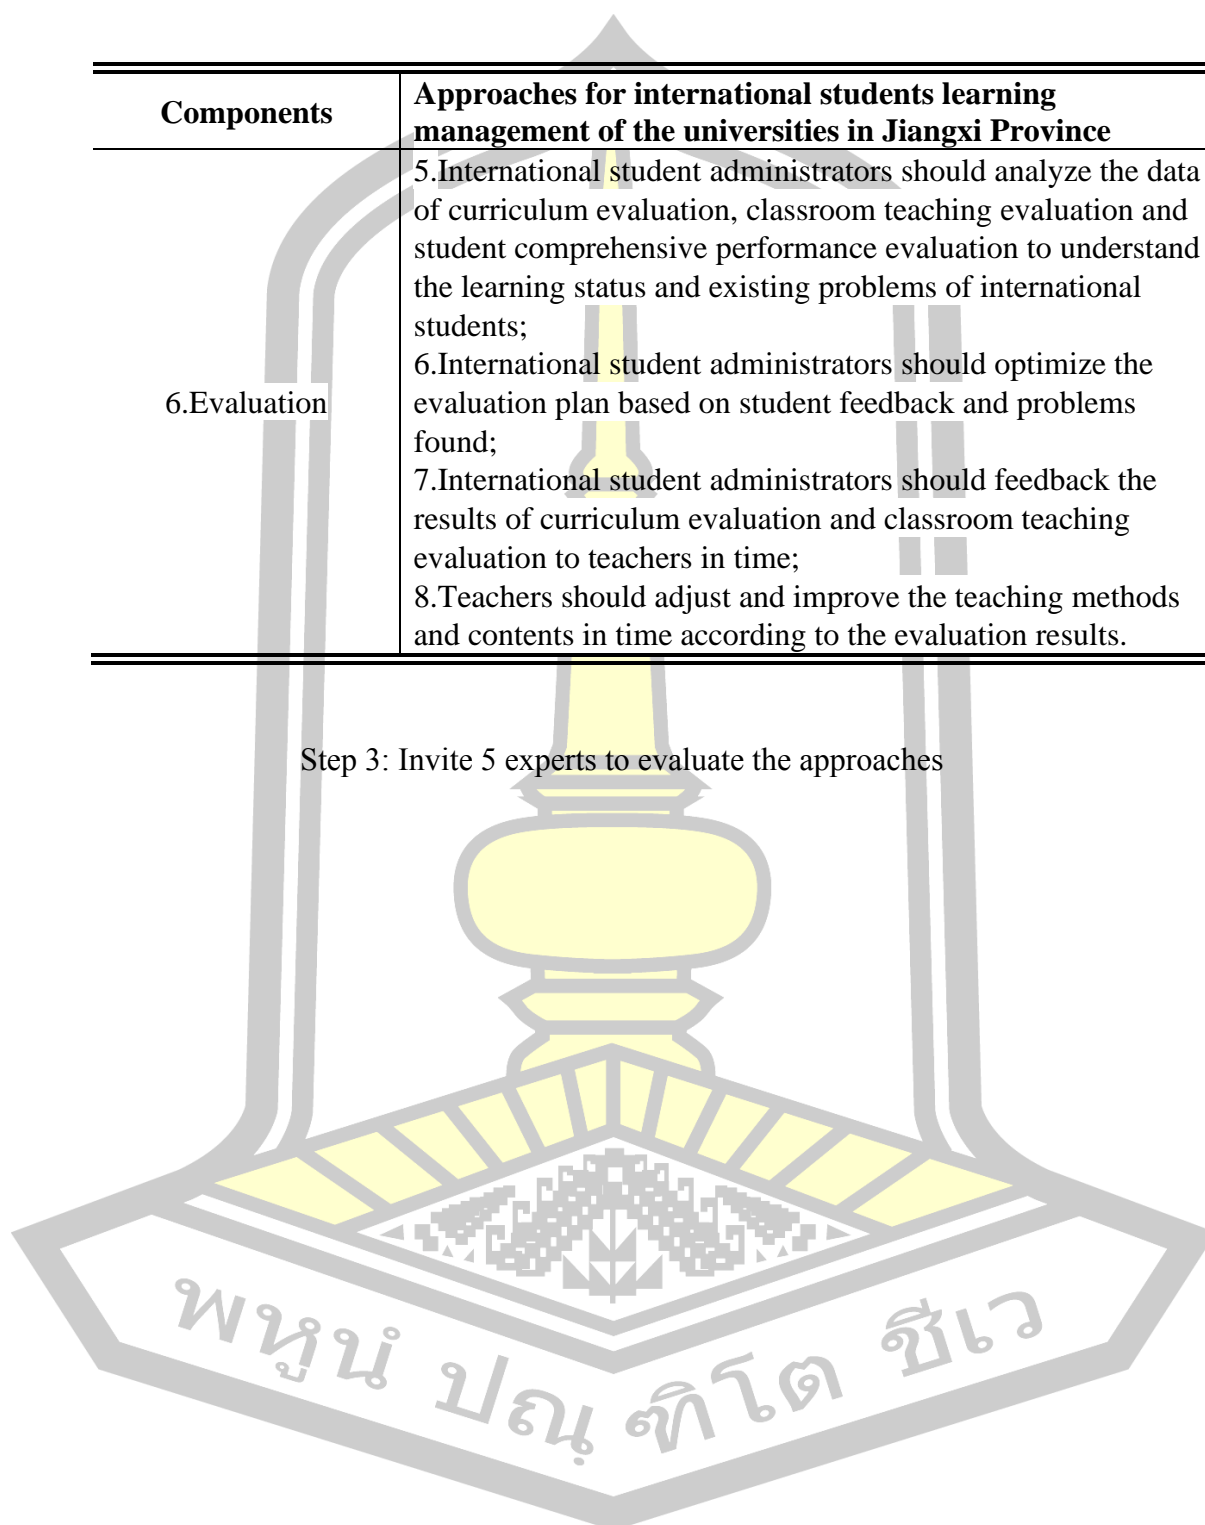 Components
Approaches for international students learning
management of the universities in Jiangxi Province
6.Evaluation
5.International student administrators should analyze the data
of curriculum evaluation, classroom teaching evaluation and
student comprehensive performance evaluation to understand
the learning status and existing problems of international
students;
6.International student administrators should optimize the
evaluation plan based on student feedback and problems
found;
7.International student administrators should feedback the
results of curriculum evaluation and classroom teaching
evaluation to teachers in time;
8.Teachers should adjust and improve the teaching methods
and contents in time according to the evaluation results.
Step 3: Invite 5 experts to evaluate the approaches
พหูนํ ปณฺฑิโต ชีเว